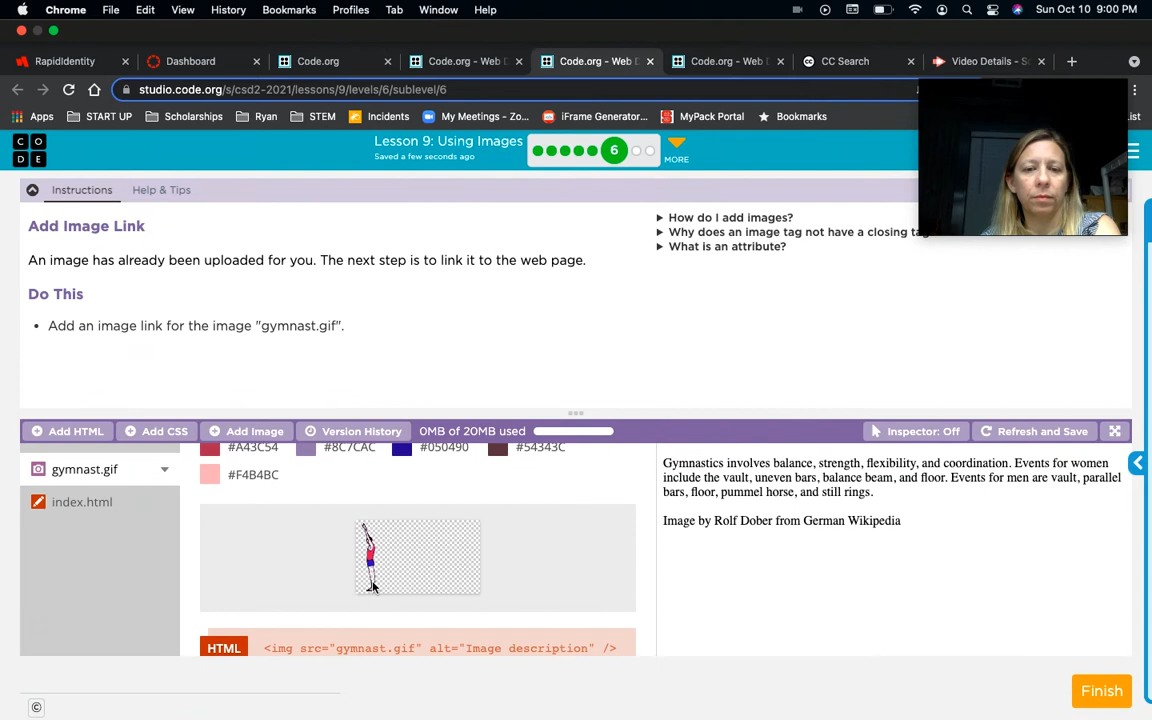 Chrome File Edit View History Bookmarks Profiles Tab Window Help Sun Oct 10 9:00 PM
RapidIdentity × Dashboard × Code.org × Code.org - Web D × Code.org - Web D × Code.org - Web D × CC Search × Video Details - Sc × +
studio.code.org/s/csd2-2021/lessons/9/levels/6/sublevel/6
Apps START UP Scholarships Ryan STEM Incidents My Meetings - Zo... iFrame Generator... MyPack Portal Bookmarks List
CO
DE
Lesson 9: Using Images
Saved a few seconds ago
6
MORE
Instructions Help & Tips
Add Image Link
An image has already been uploaded for you. The next step is to link it to the web page.
Do This
• Add an image link for the image "gymnast.gif".
How do I add images?
Why does an image tag not have a closing tag
What is an attribute?
Add HTML Add CSS Add Image Version History 0MB of 20MB used Inspector: Off Refresh and Save
gymnast.gif
index.html
#A43C54 #8C7CAC #050490 #54343C
#F4B4BC
HTML <img src="gymnast.gif" alt="Image description" />
Gymnastics involves balance, strength, flexibility, and coordination. Events for women
include the vault, uneven bars, balance beam, and floor. Events for men are vault, parallel
bars, floor, pummel horse, and still rings.
Image by Rolf Dober from German Wikipedia
Finish
©